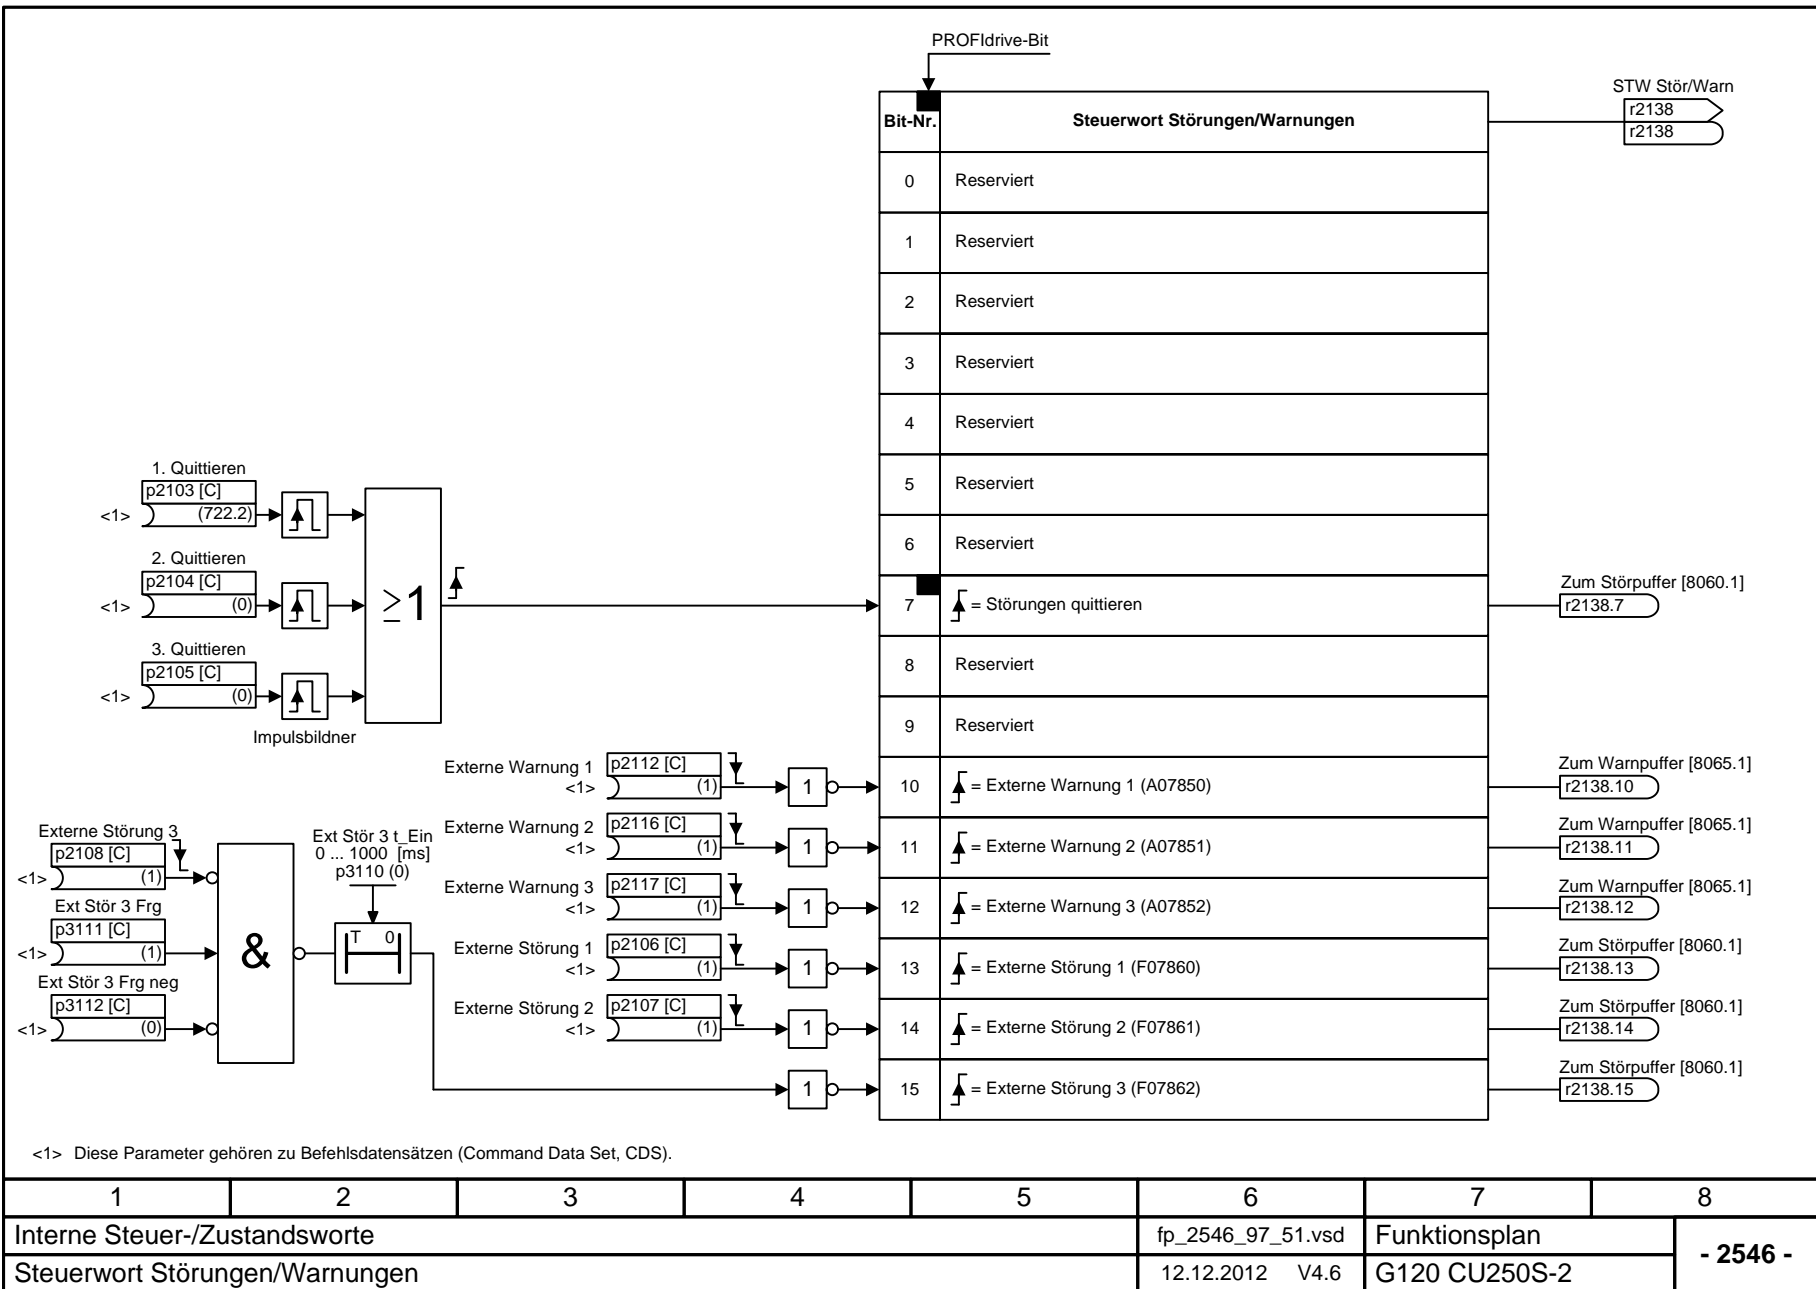 PROFIdrive-Bit
STW Stör/Warn
r2138
r2138
Bit-Nr.
Steuerwort Störungen/Warnungen
0 Reserviert
1 Reserviert
2 Reserviert
3 Reserviert
4 Reserviert
5 Reserviert
6 Reserviert
7 = Störungen quittieren
8 Reserviert
9 Reserviert
10 = Externe Warnung 1 (A07850)
11 = Externe Warnung 2 (A07851)
12 = Externe Warnung 3 (A07852)
13 = Externe Störung 1 (F07860)
14 = Externe Störung 2 (F07861)
15 = Externe Störung 3 (F07862)
1. Quittieren
p2103 [C]
<1> (722.2)
2. Quittieren
p2104 [C]
<1> (0)
3. Quittieren
p2105 [C]
<1> (0)
Impulsbildner
≥1
Zum Störpuffer [8060.1]
r2138.7
Externe Warnung 1 p2112 [C]
<1> (1) 1
Zum Warnpuffer [8065.1]
r2138.10
Externe Warnung 2 p2116 [C]
<1> (1) 1
Zum Warnpuffer [8065.1]
r2138.11
Externe Warnung 3 p2117 [C]
<1> (1) 1
Zum Warnpuffer [8065.1]
r2138.12
Externe Störung 1 p2106 [C]
<1> (1) 1
Zum Störpuffer [8060.1]
r2138.13
Externe Störung 2 p2107 [C]
<1> (1) 1
Zum Störpuffer [8060.1]
r2138.14
1
Zum Störpuffer [8060.1]
r2138.15
Externe Störung 3
p2108 [C]
<1> (1)
Ext Stör 3 Frg
p3111 [C]
<1> (1)
Ext Stör 3 Frg neg
p3112 [C]
<1> (0)
&
Ext Stör 3 t_Ein
0 ... 1000 [ms]
p3110 (0)
T 0
<1> Diese Parameter gehören zu Befehlsdatensätzen (Command Data Set, CDS).
1 2 3 4 5 6 7 8
Interne Steuer-/Zustandsworte
fp_2546_97_51.vsd
Funktionsplan
- 2546 -
Steuerwort Störungen/Warnungen
12.12.2012 V4.6
G120 CU250S-2